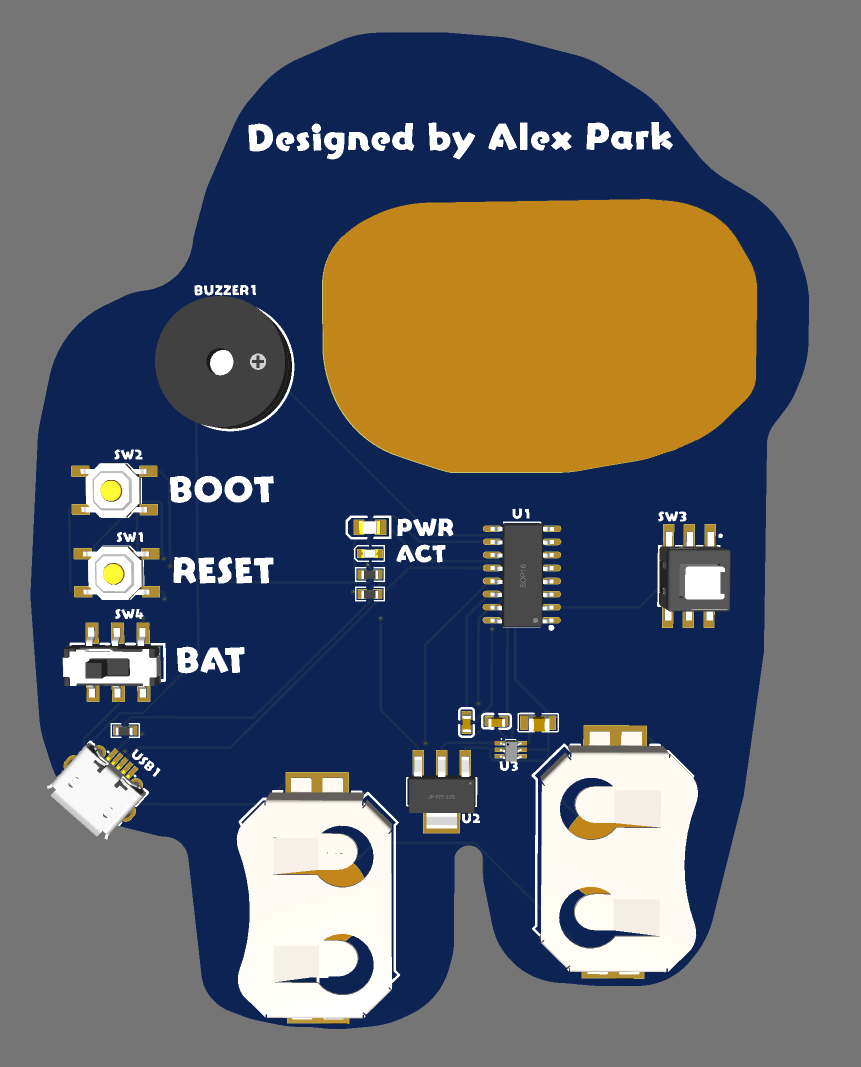 Designed by Alex Park
BUZZER1
SW2
BOOT
PWR
U1
SW3
ACT
SW1
RESET
SOP16
SW4
BAT
USB1
U3
U2